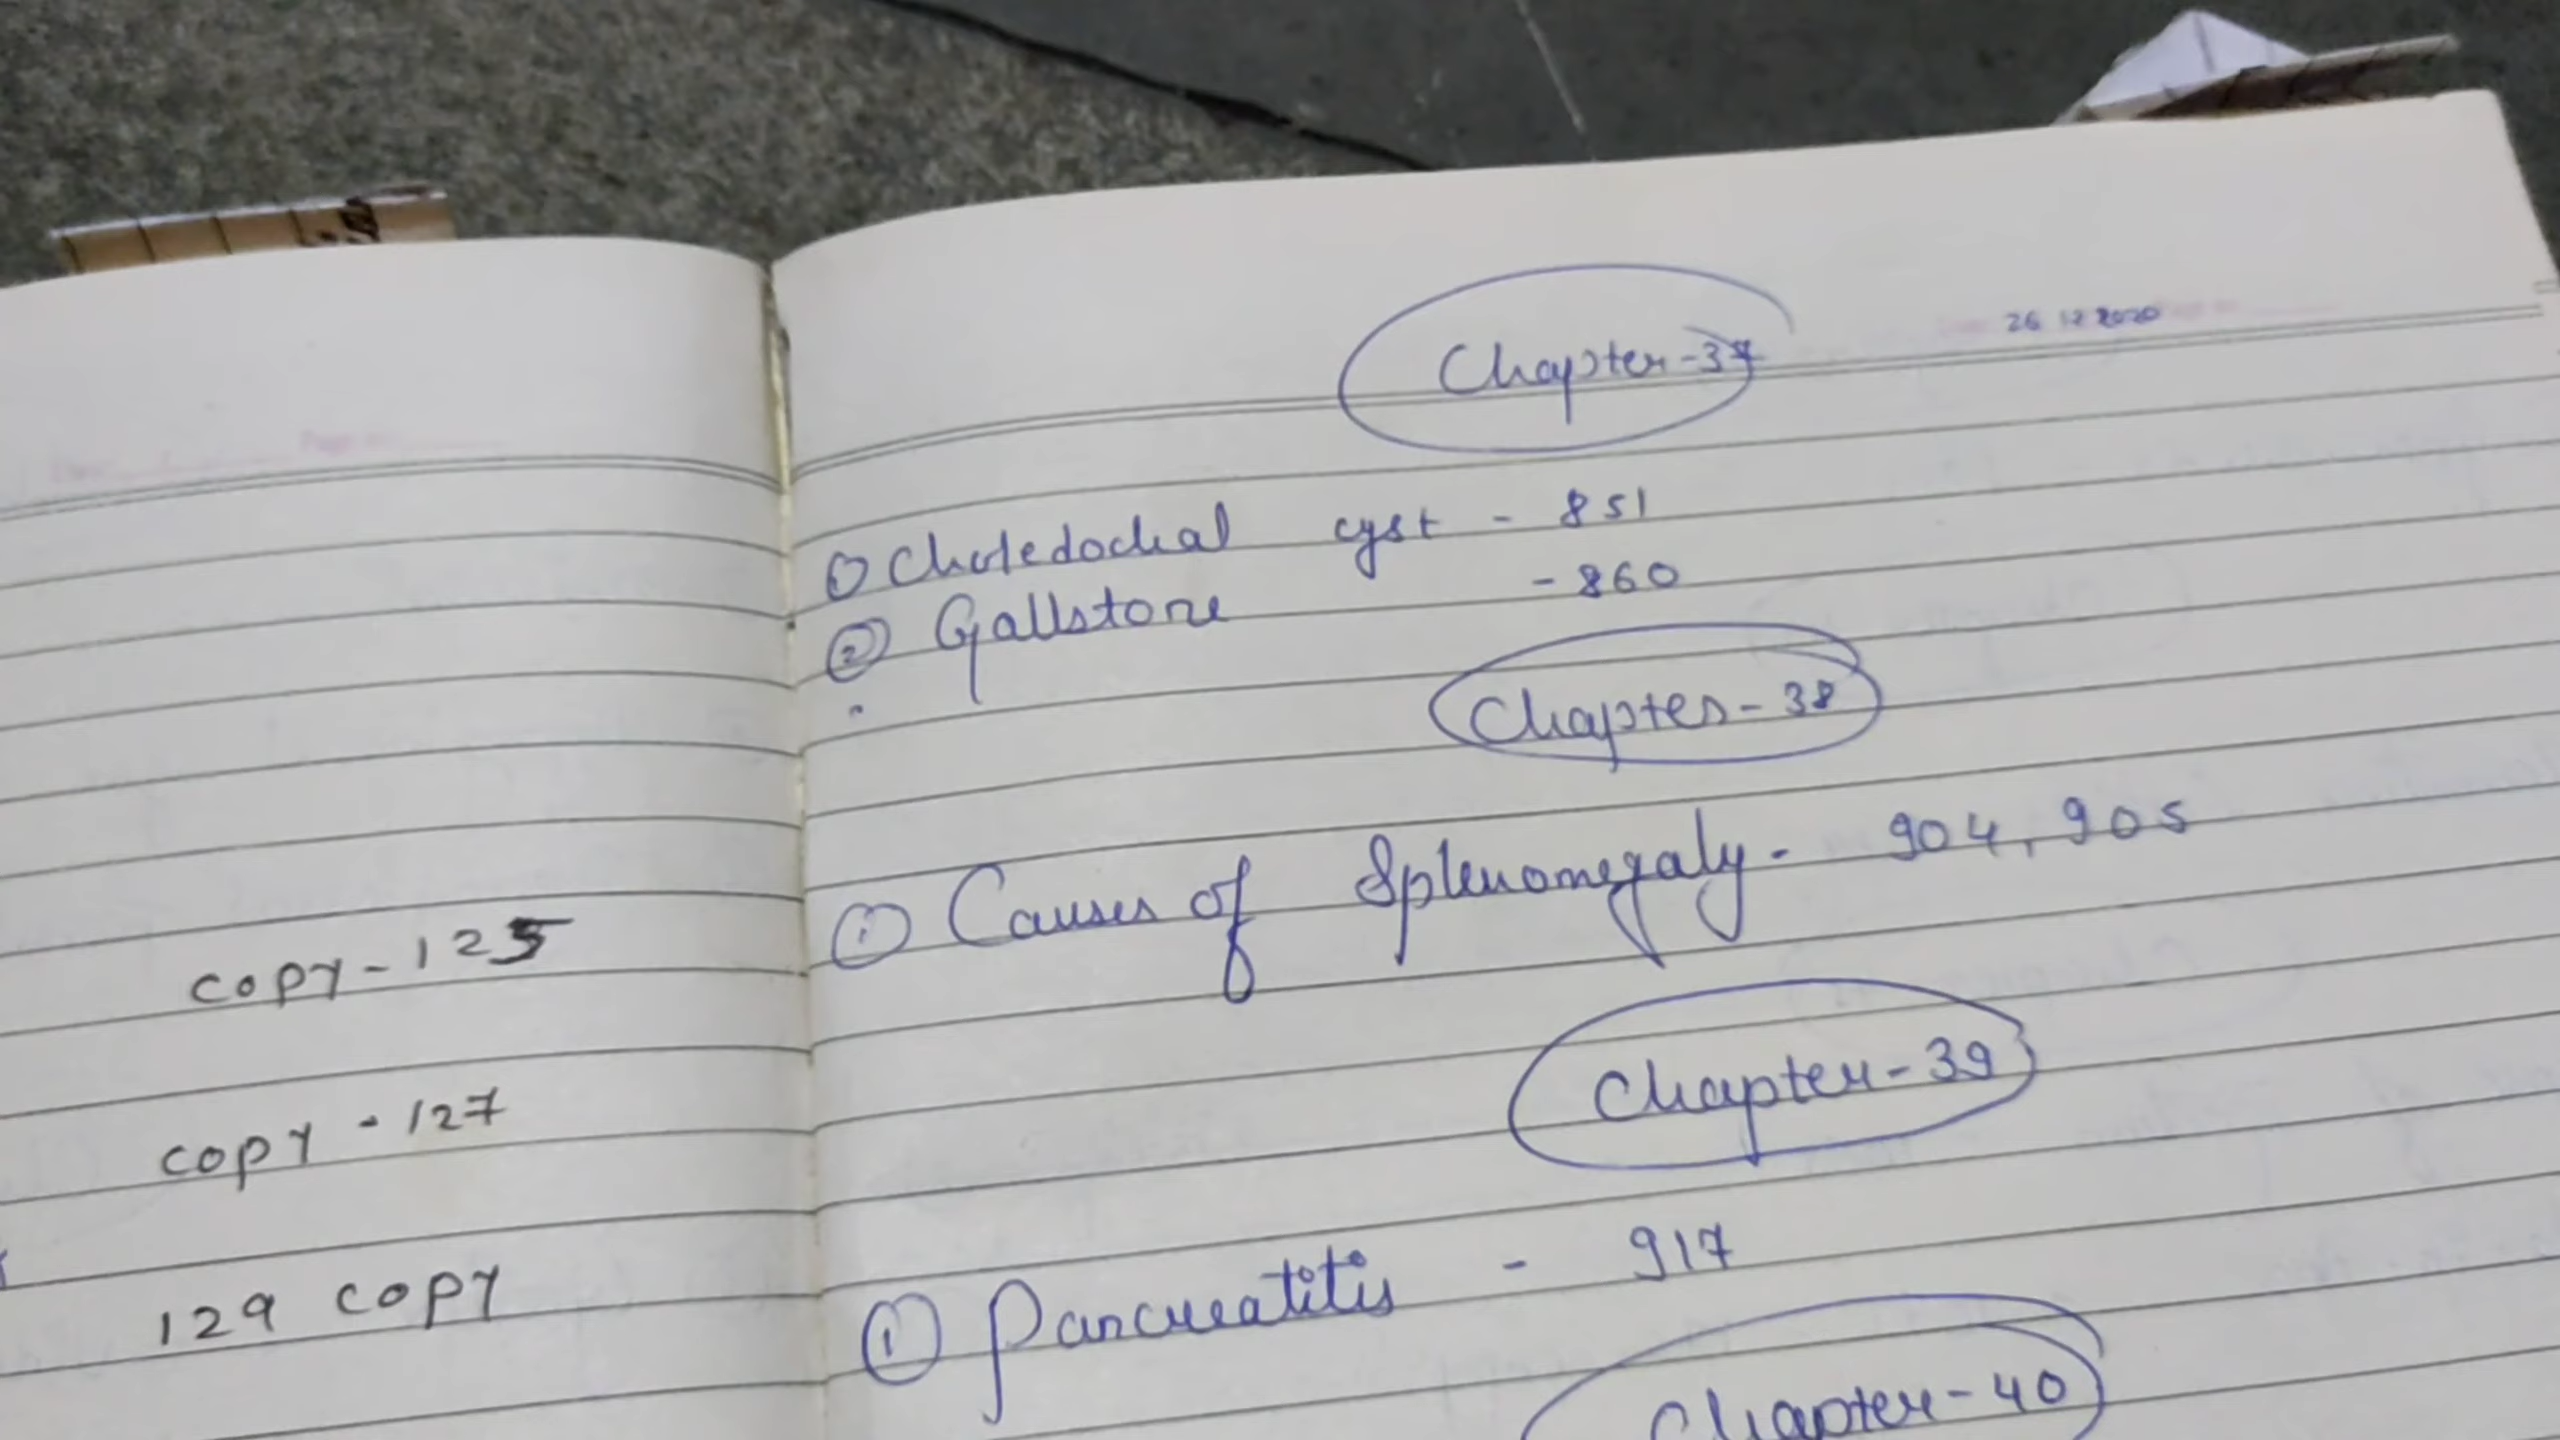 copy - 125
copy - 127
129 copy
26 12 2020
Chapter-37
① Choledochal cyst - 851
② Gallstone - 860
Chapter-38
① Causes of Splenomegaly - 904, 905
Chapter-39
① Pancreatitis - 917
Chapter-40